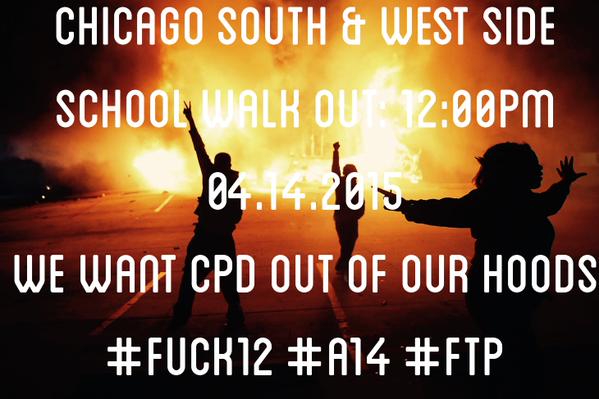 CHICAGO SOUTH & WEST SIDE
SCHOOL WALK OUT: 12:00PM
04.14.2015
WE WANT CPD OUT OF OUR HOODS
#FUCK12 #A14 #FTP